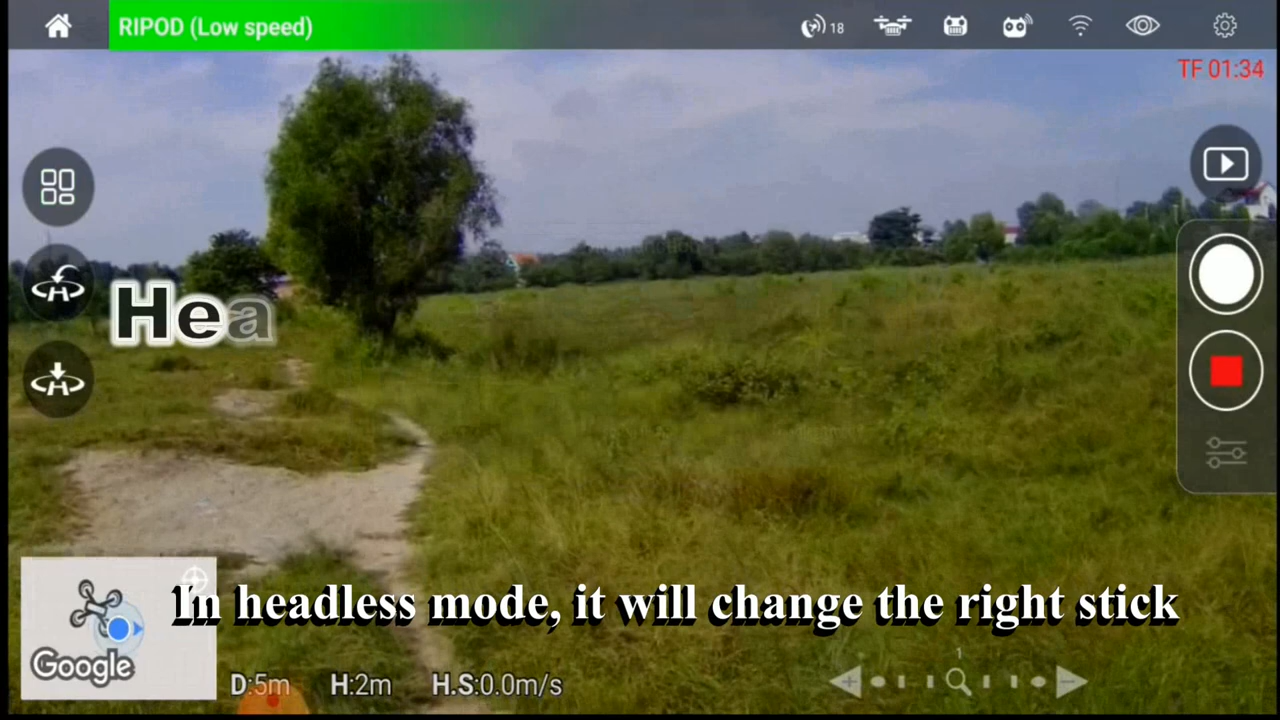 RIPOD (Low speed)
18
TF 01:34
Hea
In headless mode, it will change the right stick
Google
D:5m H:2m H.S:0.0m/s
1